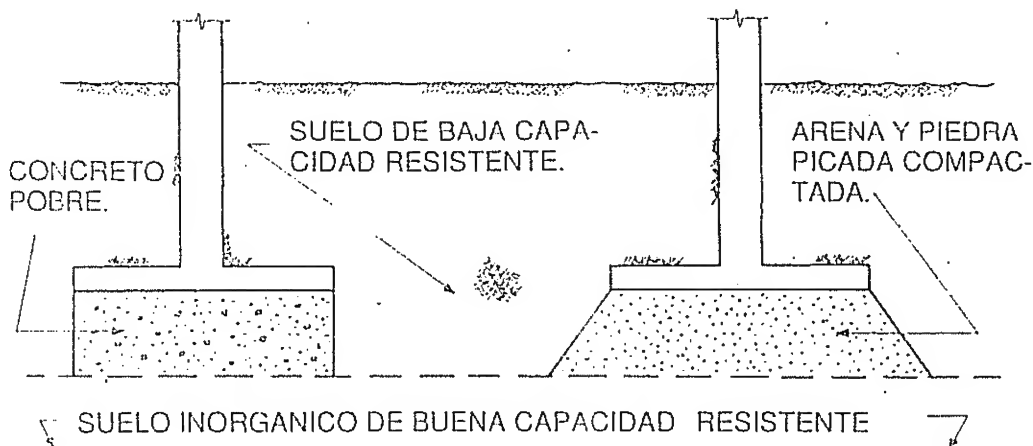 SUELO DE BAJA CAPA-
CIDAD RESISTENTE.
ARENA Y PIEDRA
PICADA COMPAC-
TADA.
CONCRETO
POBRE.
SUELO INORGANICO DE BUENA CAPACIDAD RESISTENTE